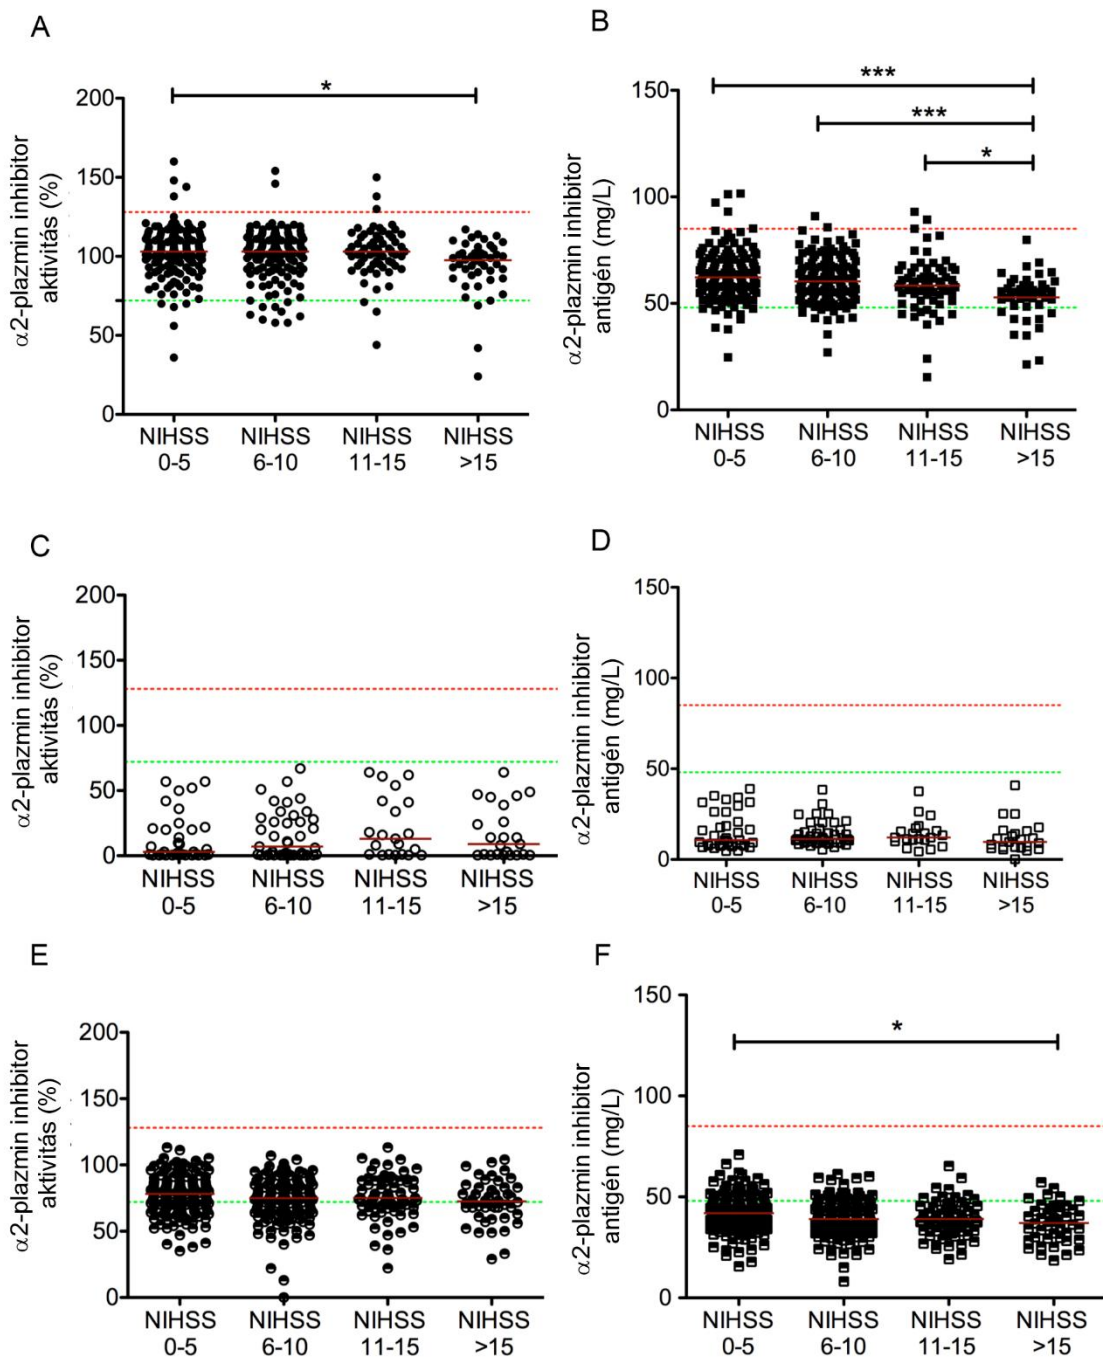 A
α2-plazmin inhibitor
aktivitás (%)
200
150
100
50
0
*
NIHSS NIHSS NIHSS NIHSS
0-5 6-10 11-15 >15
B
α2-plazmin inhibitor
antigén (mg/L)
150
100
50
0
***
***
*
NIHSS NIHSS NIHSS NIHSS
0-5 6-10 11-15 >15
C
α2-plazmin inhibitor
aktivitás (%)
200
150
100
50
0
NIHSS NIHSS NIHSS NIHSS
0-5 6-10 11-15 >15
D
α2-plazmin inhibitor
antigén (mg/L)
150
100
50
0
NIHSS NIHSS NIHSS NIHSS
0-5 6-10 11-15 >15
E
α2-plazmin inhibitor
aktivitás (%)
200
150
100
50
0
NIHSS NIHSS NIHSS NIHSS
0-5 6-10 11-15 >15
F
α2-plazmin inhibitor
antigén (mg/L)
150
100
50
0
*
NIHSS NIHSS NIHSS NIHSS
0-5 6-10 11-15 >15